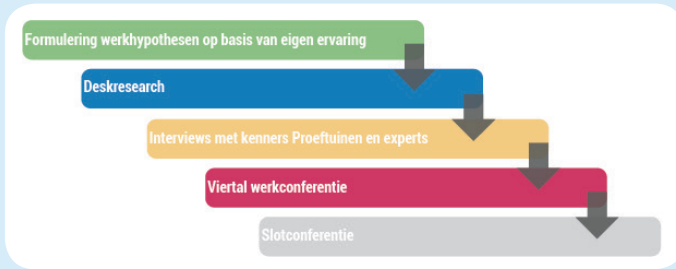 Formulering werkhypothesen op basis van eigen ervaring
Deskresearch
Interviews met kenners Proeftuinen en experts
Viertal werkconferentie
Slotconferentie